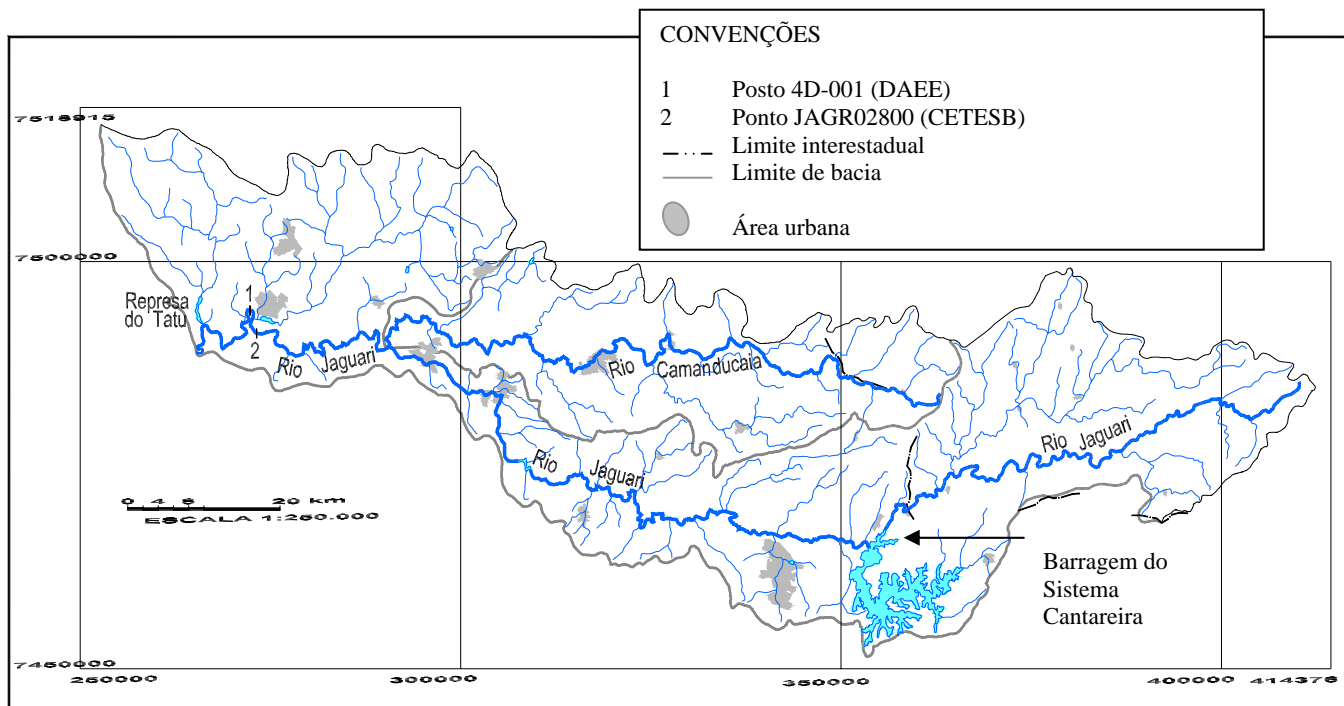 CONVENÇÕES
1 Posto 4D-001 (DAEE)
2 Ponto JAGR02800 (CETESB)
Limite interestadual
Limite de bacia
Área urbana
7518915
7500000
Represa
do Tatu
1
2
Rio Jaguari
Rio Camanducaia
Rio Jaguari
Rio Jaguari
0 4 8 20 km
ESCALA 1:250.000
Barragem do
Sistema
Cantareira
7450000
250000 300000 350000 400000 414376